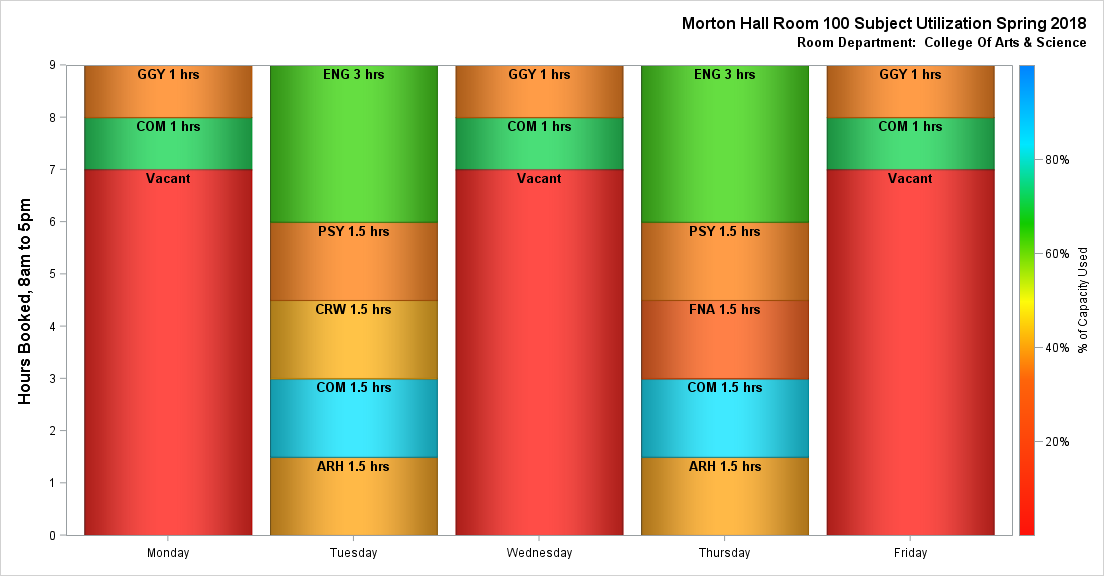 Morton Hall Room 100 Subject Utilization Spring 2018
Room Department:  College Of Arts & Science
Hours Booked, 8am to 5pm
9
8
7
6
5
4
3
2
1
0
GGY 1 hrs
COM 1 hrs
Vacant
ENG 3 hrs
PSY 1.5 hrs
CRW 1.5 hrs
COM 1.5 hrs
ARH 1.5 hrs
GGY 1 hrs
COM 1 hrs
Vacant
ENG 3 hrs
PSY 1.5 hrs
FNA 1.5 hrs
COM 1.5 hrs
ARH 1.5 hrs
GGY 1 hrs
COM 1 hrs
Vacant
Monday
Tuesday
Wednesday
Thursday
Friday
80%
60%
40%
20%
% of Capacity Used